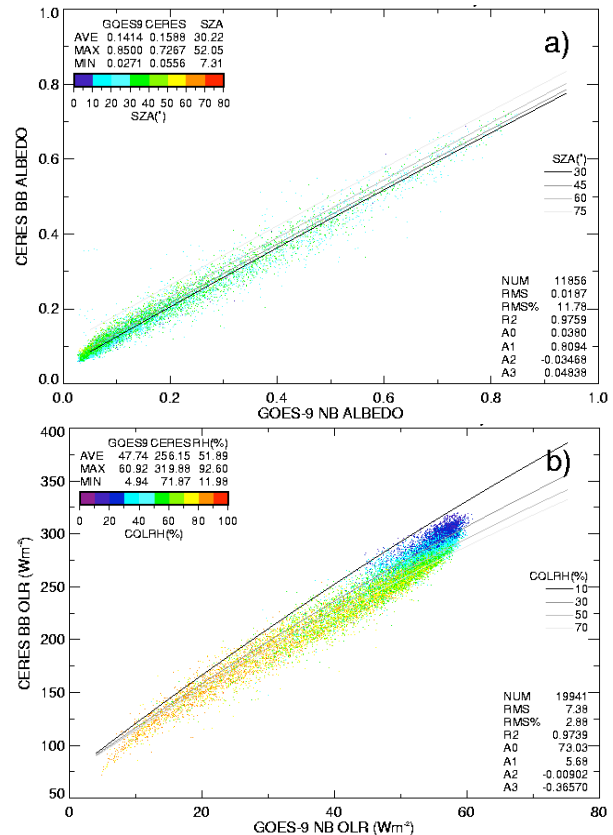 GOES9 CERES SZA
AVE 0.1414 0.1588 30.22
MAX 0.8500 0.7267 52.05
MIN 0.0271 0.0556 7.31
0 10 20 30 40 50 60 70 80
SZA(°)
a)
1.0
0.8
0.6
0.4
0.2
0.0
CERES BB ALBEDO
SZA(°)
30
45
60
75
NUM 11856
RMS 0.0187
RMS% 11.78
R2 0.9759
A0 0.0380
A1 0.8094
A2 -0.03468
A3 0.04838
0.0 0.2 0.4 0.6 0.8 1.0
GOES-9 NB ALBEDO
GOES9 CERES RH(%)
AVE 47.74 256.15 51.89
MAX 60.92 319.88 92.60
MIN 4.94 71.87 11.98
0 20 40 60 80 100
COLRH(%)
b)
400
350
300
250
200
150
100
50
CERES BB OLR (Wm-2)
COLRH(%)
10
30
50
70
NUM 19941
RMS 7.38
RMS% 2.88
R2 0.9739
A0 73.03
A1 5.68
A2 -0.00902
A3 -0.36570
0 20 40 60 80
GOES-9 NB OLR (Wm-2)